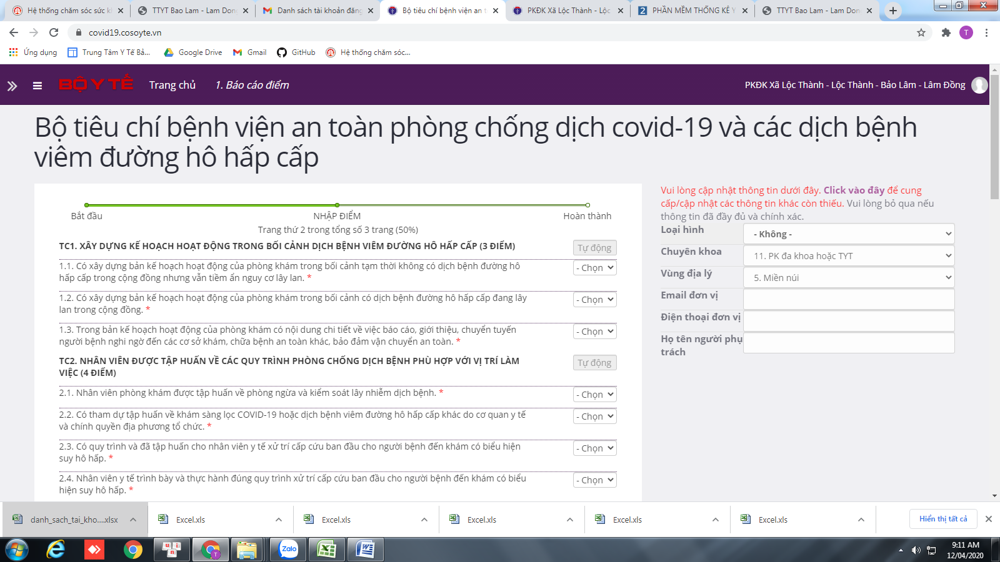 Hệ thống chăm sóc sức kh
TTYT Bao Lam - Lam Dong
Danh sách tài khoản đăng
Bộ tiêu chí bệnh viện an t
PKĐK Xã Lộc Thành - Lộc
PHẦN MỀM THỐNG KÊ Y
TTYT Bao Lam - Lam Dong
covid19.cosoyte.vn
T
Ứng dụng
Trung Tâm Y Tế Bả...
Google Drive
Gmail
GitHub
Hệ thống chăm sóc...
BỘ Y TẾ
Trang chủ
1. Báo cáo điểm
PKĐK Xã Lộc Thành - Lộc Thành - Bảo Lâm - Lâm Đồng
Bộ tiêu chí bệnh viện an toàn phòng chống dịch covid-19 và các dịch bệnh
viêm đường hô hấp cấp
Bắt đầu
NHẬP ĐIỂM
Hoàn thành
Trang thứ 2 trong tổng số 3 trang (50%)
TC1. XÂY DỰNG KẾ HOẠCH HOẠT ĐỘNG TRONG BỐI CẢNH DỊCH BỆNH VIÊM ĐƯỜNG HÔ HẤP CẤP (3 ĐIỂM)
Tự động
1.1. Có xây dựng bản kế hoạch hoạt động của phòng khám trong bối cảnh tạm thời không có dịch bệnh đường hô
hấp cấp trong cộng đồng nhưng vẫn tiềm ẩn nguy cơ lây lan. *
- Chọn
1.2. Có xây dựng bản kế hoạch hoạt động của phòng khám trong bối cảnh có dịch bệnh đường hô hấp cấp đang lây
lan trong cộng đồng. *
- Chọn
1.3. Trong bản kế hoạch hoạt động của phòng khám có nội dung chi tiết về việc báo cáo, giới thiệu, chuyển tuyến
người bệnh nghi ngờ đến các cơ sở khám, chữa bệnh an toàn khác, bảo đảm vận chuyển an toàn. *
- Chọn
TC2. NHÂN VIÊN ĐƯỢC TẬP HUẤN VỀ CÁC QUY TRÌNH PHÒNG CHỐNG DỊCH BỆNH PHÙ HỢP VỚI VỊ TRÍ LÀM
VIỆC (4 ĐIỂM)
Tự động
2.1. Nhân viên phòng khám được tập huấn về phòng ngừa và kiểm soát lây nhiễm dịch bệnh. *
- Chọn
2.2. Có tham dự tập huấn về khám sàng lọc COVID-19 hoặc dịch bệnh viêm đường hô hấp cấp khác do cơ quan y tế
và chính quyền địa phương tổ chức. *
- Chọn
2.3. Có quy trình và đã tập huấn cho nhân viên y tế xử trí cấp cứu ban đầu cho người bệnh đến khám có biểu hiện
suy hô hấp. *
- Chọn
2.4. Nhân viên y tế trình bày và thực hành đúng quy trình xử trí cấp cứu ban đầu cho người bệnh đến khám có biểu
hiện suy hô hấp. *
- Chọn
Vui lòng cập nhật thông tin dưới đây. Click vào đây để cung
cấp/cập nhật các thông tin khác còn thiếu. Vui lòng bỏ qua nếu
thông tin đã đầy đủ và chính xác.
Loại hình
- Không -
Chuyên khoa
11. PK đa khoa hoặc TYT
Vùng địa lý
5. Miền núi
Email đơn vị
Điện thoại đơn vị
Họ tên người phụ
trách
danh_sach_tai_kho....xlsx
Excel.xls
Excel.xls
Excel.xls
Excel.xls
Excel.xls
Hiển thị tất cả
u n i n
T
Zalo
9:11 AM
12/04/2020